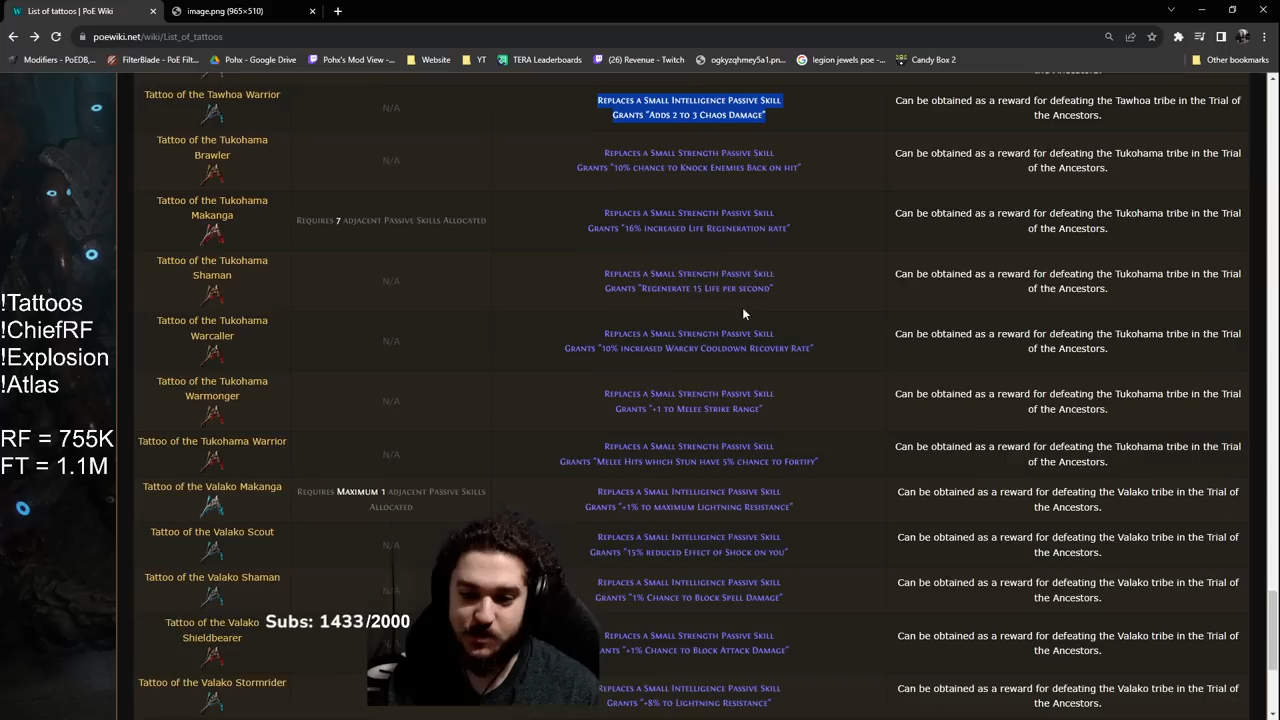 List of tattoos | PoE Wiki
image.png (965×510)
poewiki.net/wiki/List_of_tattoos
Modifiers - PoEDB,...
FilterBlade - PoE Filt...
Pohx - Google Drive
Pohx's Mod View -...
Website
YT
TERA Leaderboards
(26) Revenue - Twitch
ogkyzqhmey5a1.pn...
legion jewels poe -...
Candy Box 2
Other bookmarks
Tattoo of the Tawhoa Warrior
N/A
Replaces a Small Intelligence Passive Skill
Grants "Adds 2 to 3 Chaos Damage"
Can be obtained as a reward for defeating the Tawhoa tribe in the Trial of
the Ancestors.
Tattoo of the Tukohama
Brawler
N/A
Replaces a Small Strength Passive Skill
Grants "10% chance to Knock Enemies Back on hit"
Can be obtained as a reward for defeating the Tukohama tribe in the Trial
of the Ancestors.
Tattoo of the Tukohama
Makanga
Requires 7 adjacent Passive Skills Allocated
Replaces a Small Strength Passive Skill
Grants "16% increased Life Regeneration rate"
Can be obtained as a reward for defeating the Tukohama tribe in the Trial
of the Ancestors.
Tattoo of the Tukohama
Shaman
N/A
Replaces a Small Strength Passive Skill
Grants "Regenerate 15 Life per second"
Can be obtained as a reward for defeating the Tukohama tribe in the Trial
of the Ancestors.
Tattoo of the Tukohama
Warcaller
N/A
Replaces a Small Strength Passive Skill
Grants "10% increased Warcry Cooldown Recovery Rate"
Can be obtained as a reward for defeating the Tukohama tribe in the Trial
of the Ancestors.
Tattoo of the Tukohama
Warmonger
N/A
Replaces a Small Strength Passive Skill
Grants "+1 to Melee Strike Range"
Can be obtained as a reward for defeating the Tukohama tribe in the Trial
of the Ancestors.
Tattoo of the Tukohama Warrior
N/A
Replaces a Small Strength Passive Skill
Grants "Melee Hits which Stun have 5% chance to Fortify"
Can be obtained as a reward for defeating the Tukohama tribe in the Trial
of the Ancestors.
Tattoo of the Valako Makanga
Requires Maximum 1 adjacent Passive Skills
Allocated
Replaces a Small Intelligence Passive Skill
Grants "+1% to maximum Lightning Resistance"
Can be obtained as a reward for defeating the Valako tribe in the Trial of
the Ancestors.
Tattoo of the Valako Scout
N/A
Replaces a Small Intelligence Passive Skill
Grants "15% reduced Effect of Shock on you"
Can be obtained as a reward for defeating the Valako tribe in the Trial of
the Ancestors.
Tattoo of the Valako Shaman
Replaces a Small Intelligence Passive Skill
Grants "1% Chance to Block Spell Damage"
Can be obtained as a reward for defeating the Valako tribe in the Trial of
the Ancestors.
Tattoo of the Valako
Shieldbearer
Replaces a Small Strength Passive Skill
ants "+1% Chance to Block Attack Damage"
Can be obtained as a reward for defeating the Valako tribe in the Trial of
the Ancestors.
Tattoo of the Valako Stormrider
Replaces a Small Intelligence Passive Skill
Grants "+8% to Lightning Resistance"
Can be obtained as a reward for defeating the Valako tribe in the Trial of
the Ancestors.
!Tattoos
!ChiefRF
!Explosion
!Atlas
RF = 755K
FT = 1.1M
Subs: 1433/2000